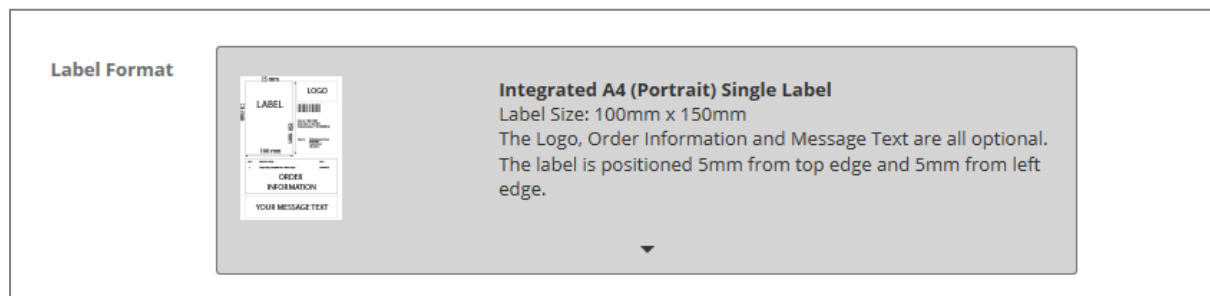 Label Format
Integrated A4 (Portrait) Single Label
Label Size: 100mm x 150mm
The Logo, Order Information and Message Text are all optional.
The label is positioned 5mm from top edge and 5mm from left
edge.
LOGO
LABEL
100 mm
ORDER
INFORMATION
YOUR MESSAGE TEXT